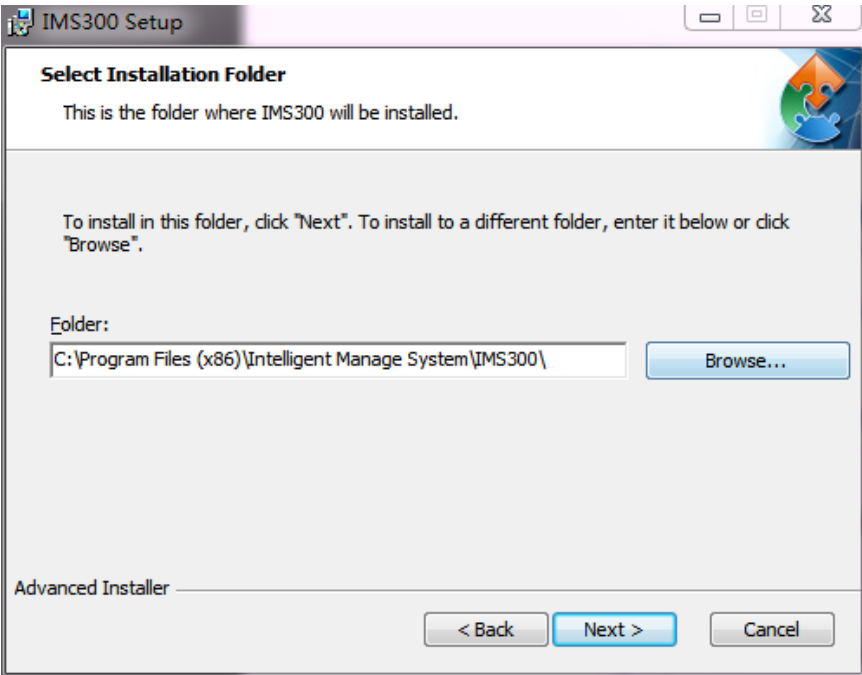 IMS300 Setup
Select Installation Folder
This is the folder where IMS300 will be installed.
To install in this folder, click "Next". To install to a different folder, enter it below or click
"Browse".
Folder:
C:\Program Files (x86)\Intelligent Manage System\IMS300\
Browse...
Advanced Installer
< Back
Next >
Cancel